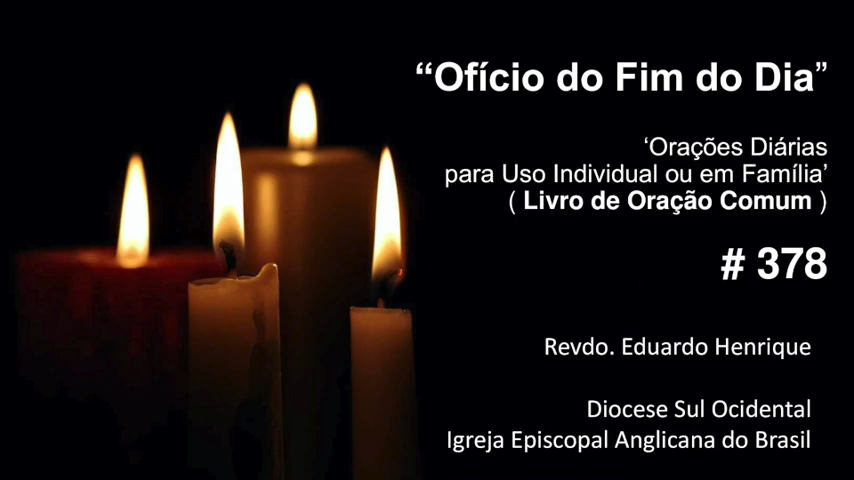 “Ofício do Fim do Dia”
‘Orações Diárias
para Uso Individual ou em Família’
( Livro de Oração Comum )
# 378
Revdo. Eduardo Henrique
Diocese Sul Ocidental
Igreja Episcopal Anglicana do Brasil